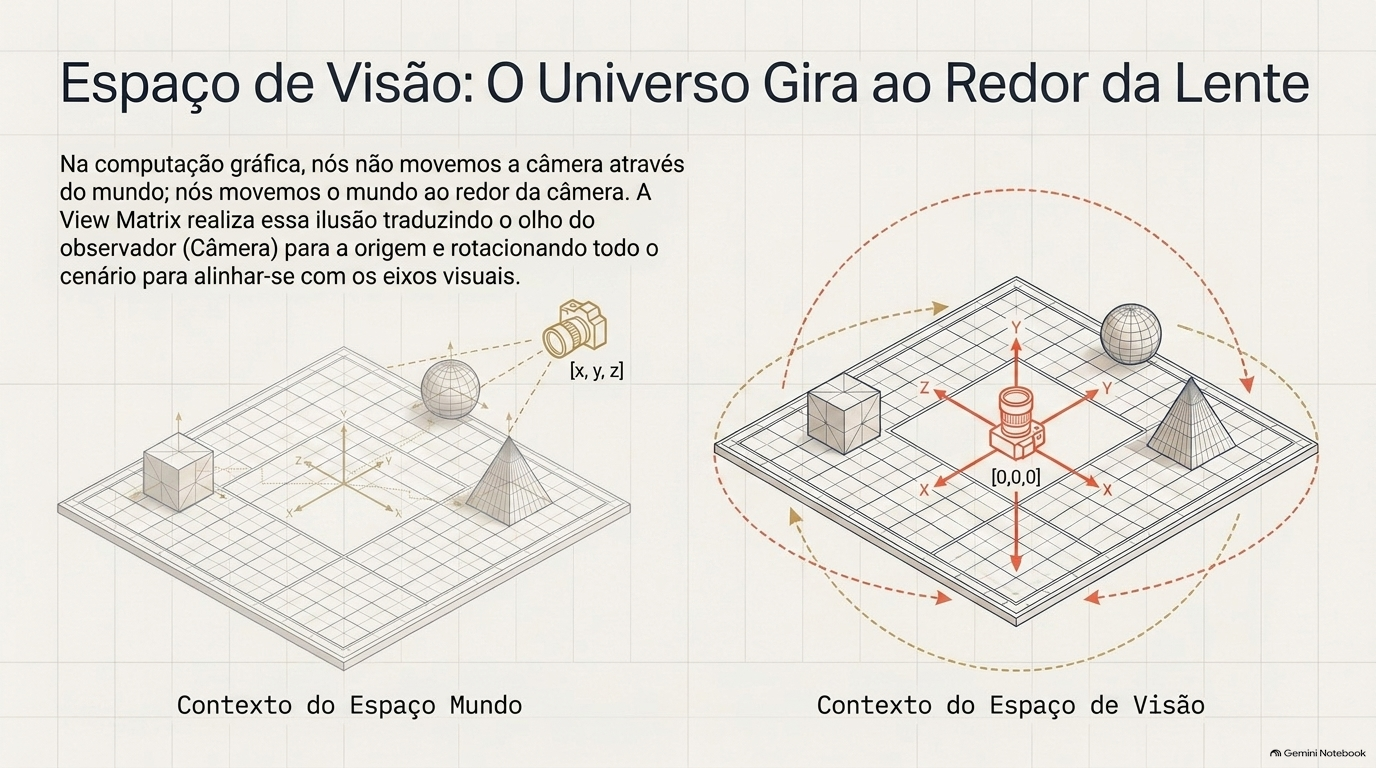 Espaço de Visão: O Universo Gira ao Redor da Lente
Na computação gráfica, nós não movemos a câmera através
do mundo; nós movemos o mundo ao redor da câmera. A
View Matrix realiza essa ilusão traduzindo o olho do
observador (Câmera) para a origem e rotacionando todo o
cenário para alinhar-se com os eixos visuais.
[x, y, z]
Y
Z
Y
X
X
Y
Z
Y
X
[0,0,0]
X
Contexto do Espaço Mundo
Contexto do Espaço de Visão
Gemini Notebook